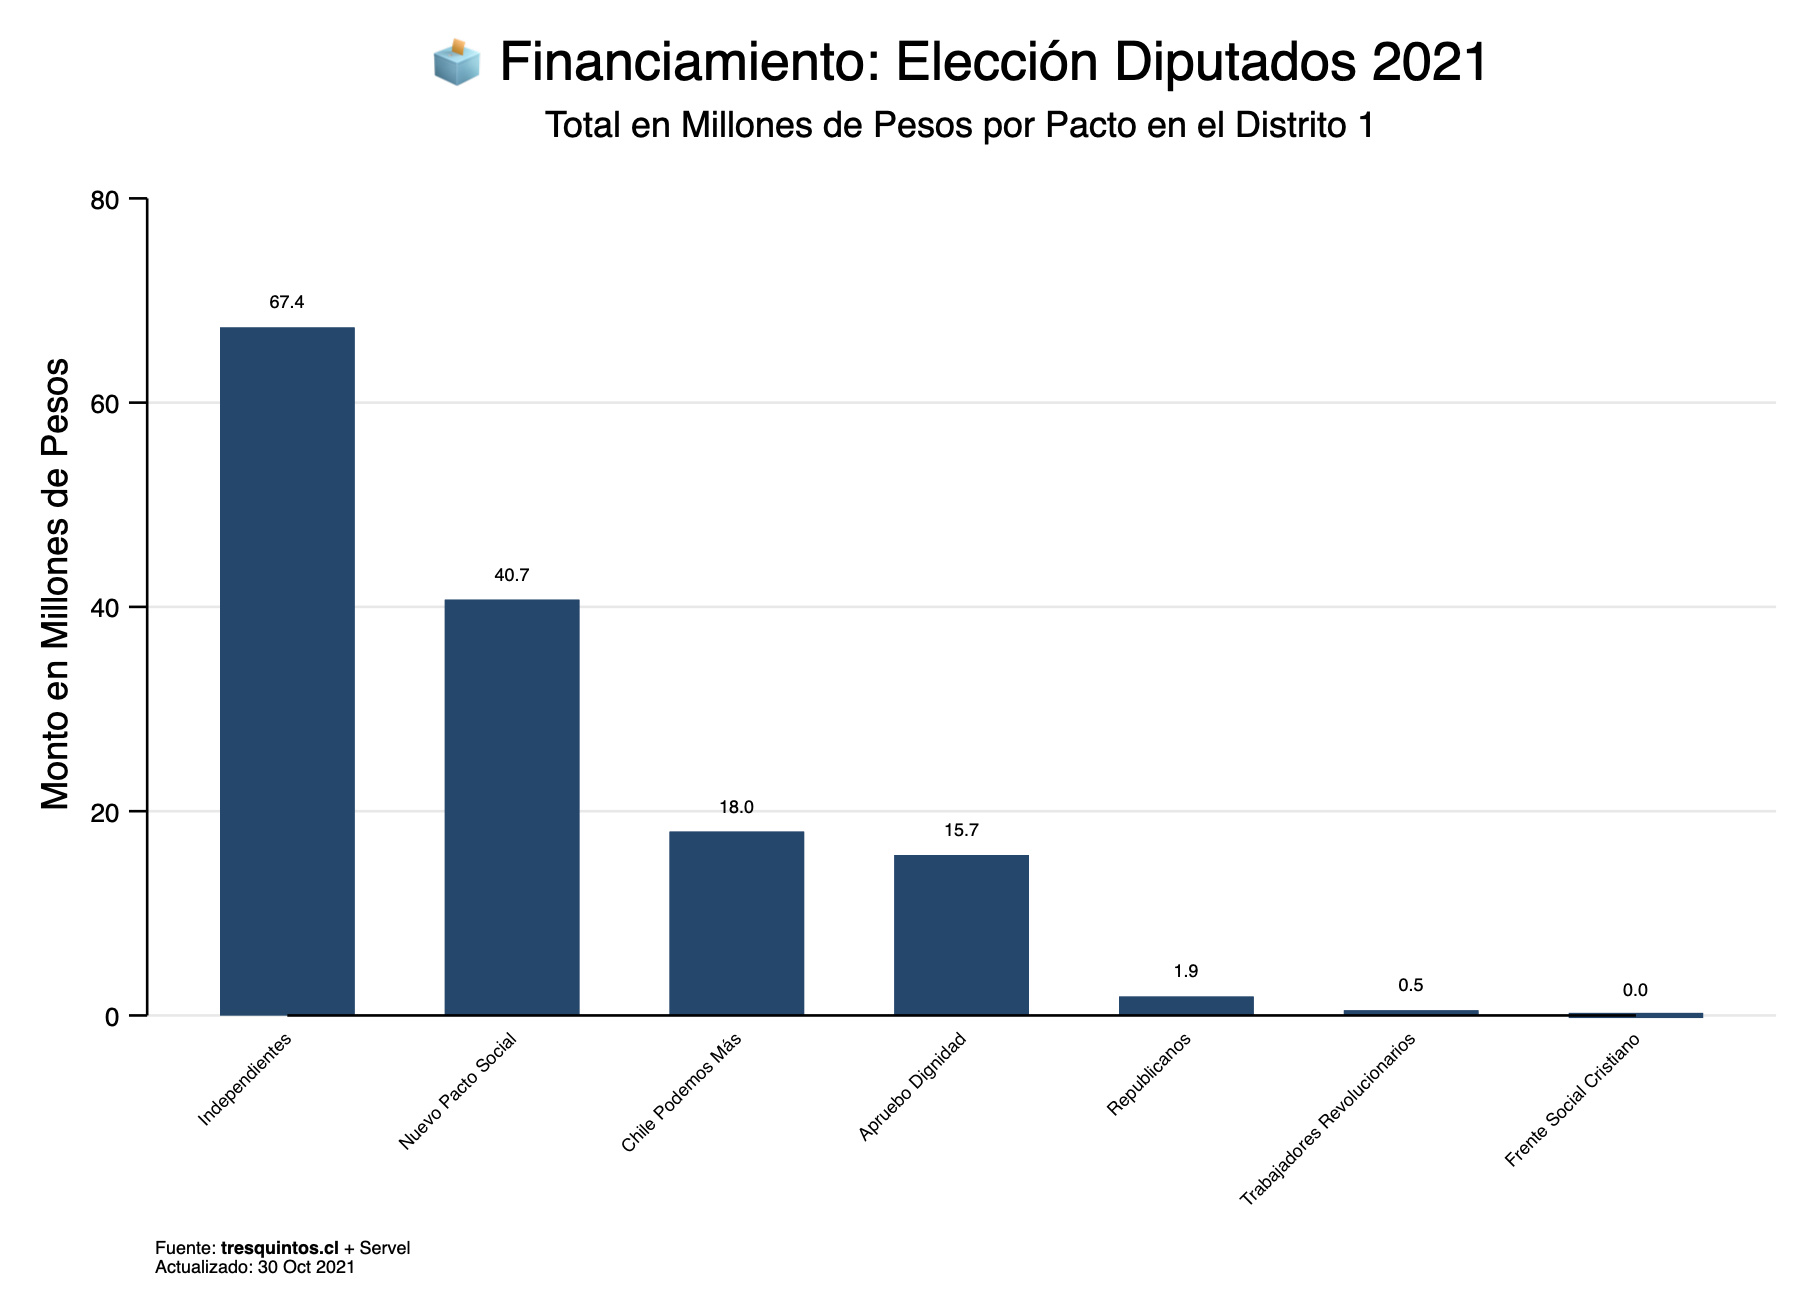 Financiamiento: Elección Diputados 2021
Total en Millones de Pesos por Pacto en el Distrito 1
Monto en Millones de Pesos
80
60
40
20
0
67.4
40.7
18.0
15.7
1.9
0.5
0.0
Independientes
Nuevo Pacto Social
Chile Podemos Más
Apruebo Dignidad
Republicanos
Trabajadores Revolucionarios
Frente Social Cristiano
Fuente: tresquintos.cl + Servel
Actualizado: 30 Oct 2021